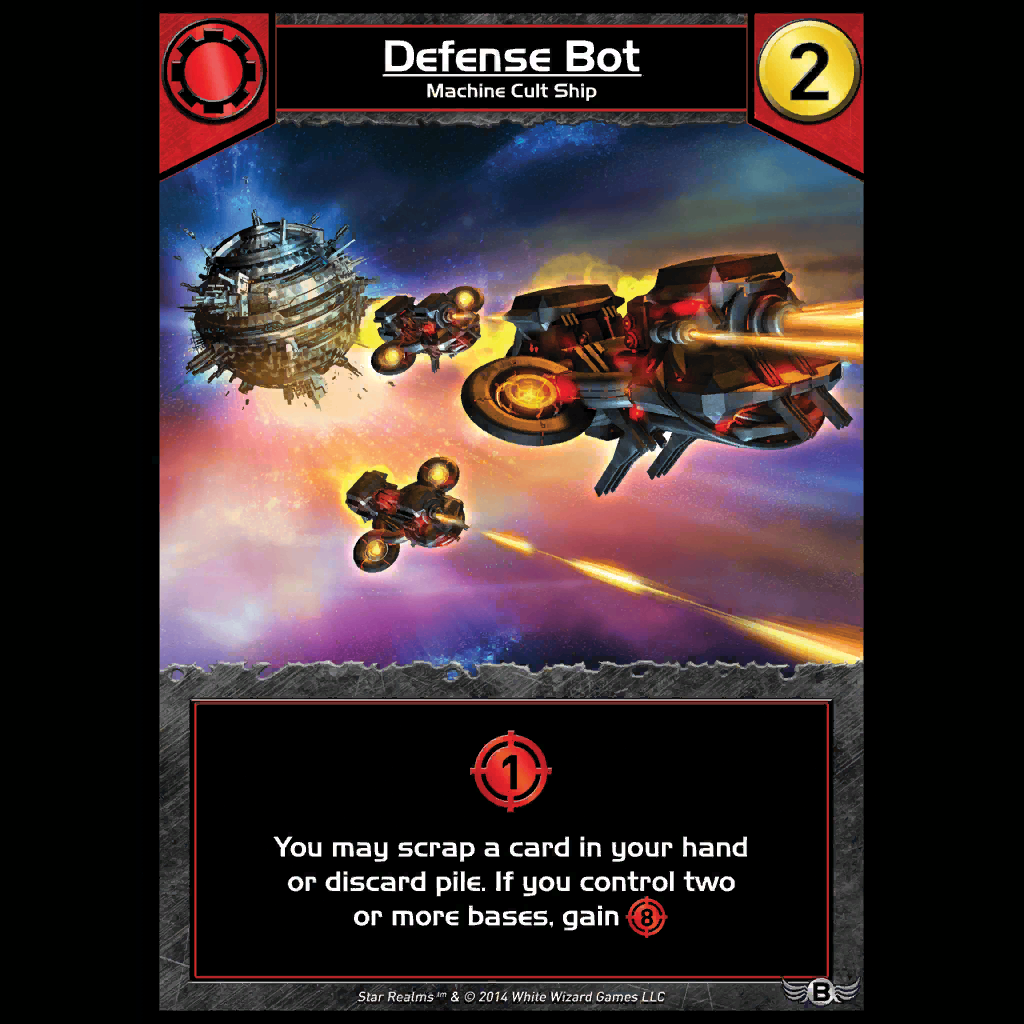 Defense Bot
2
Machine Cult Ship
1
You may scrap a card in your hand
or discard pile. If you control two
or more bases, gain 8
Star Realms™ & © 2014 White Wizard Games LLC
B